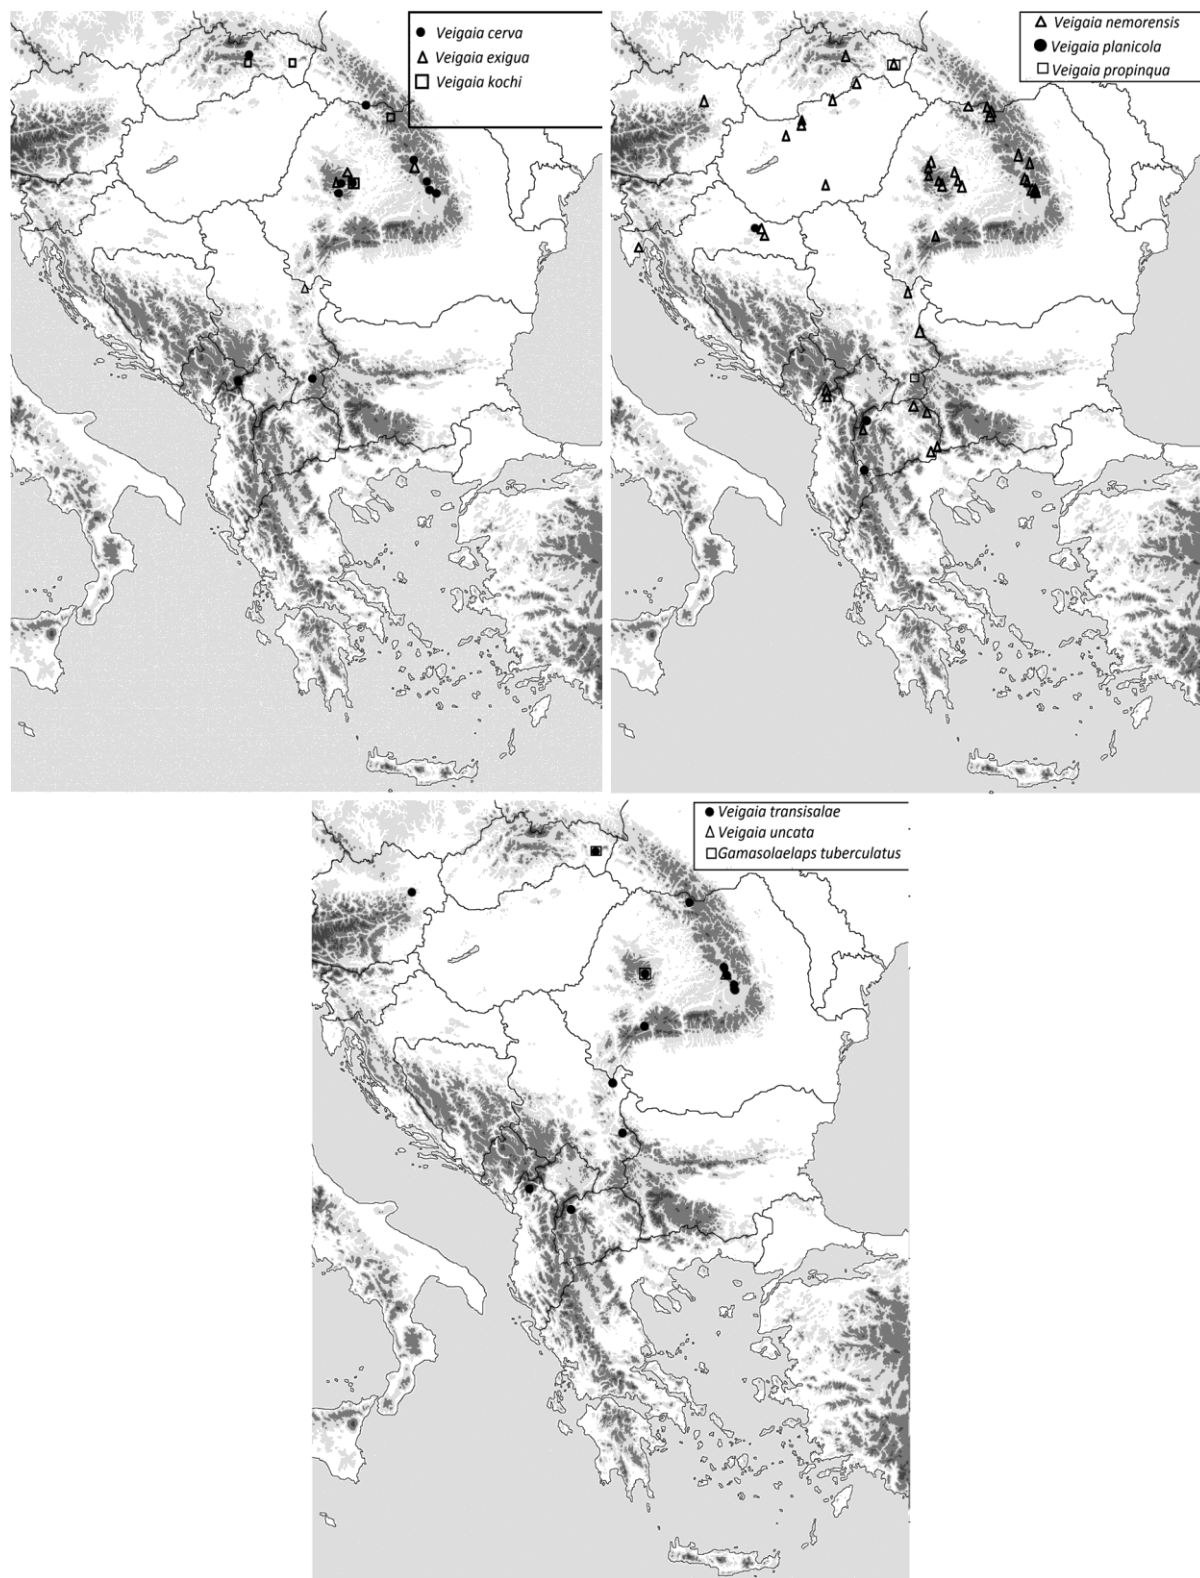 Veigaia cerva
Veigaia exigua
Veigaia kochi
Veigaia nemorensis
Veigaia planicola
Veigaia propinqua
Veigaia transisalae
Veigaia uncata
Gamasolaelaps tuberculatus